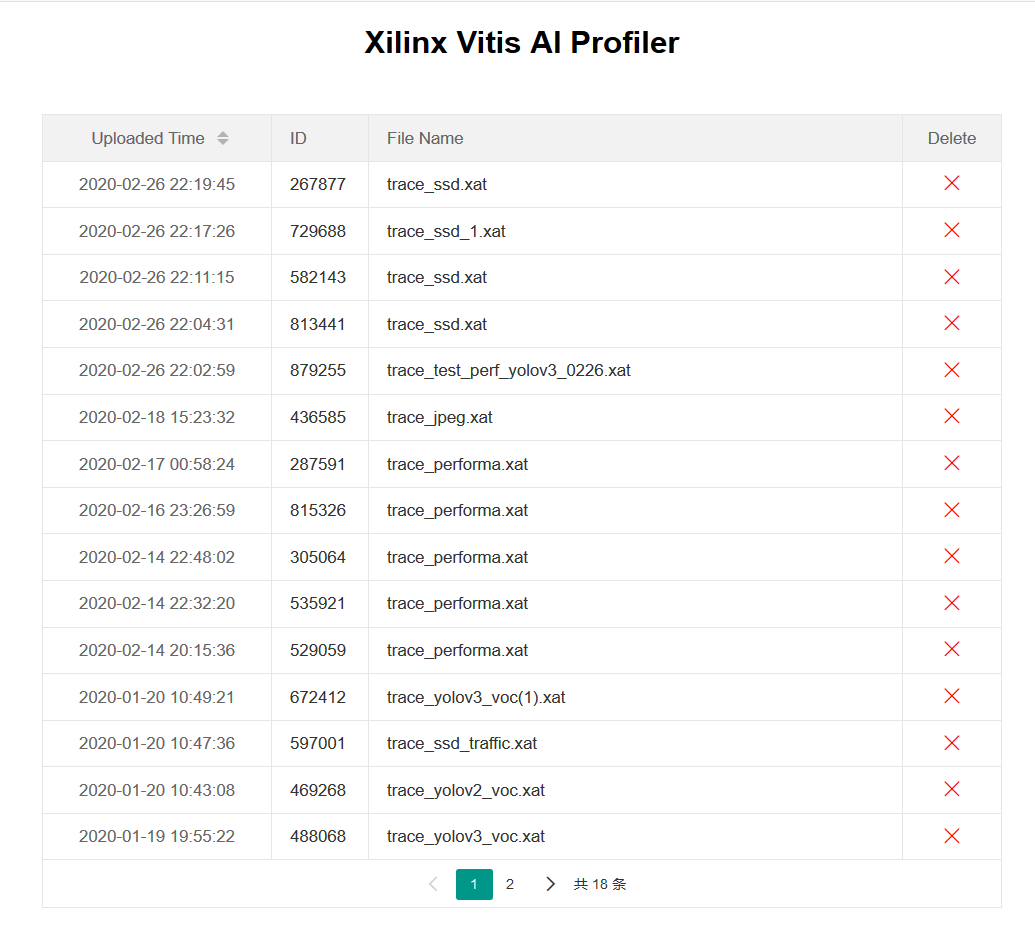 Xilinx Vitis AI Profiler
Uploaded Time ID File Name Delete
2020-02-26 22:19:45 267877 trace_ssd.xat
2020-02-26 22:17:26 729688 trace_ssd_1.xat
2020-02-26 22:11:15 582143 trace_ssd.xat
2020-02-26 22:04:31 813441 trace_ssd.xat
2020-02-26 22:02:59 879255 trace_test_perf_yolov3_0226.xat
2020-02-18 15:23:32 436585 trace_jpeg.xat
2020-02-17 00:58:24 287591 trace_performa.xat
2020-02-16 23:26:59 815326 trace_performa.xat
2020-02-14 22:48:02 305064 trace_performa.xat
2020-02-14 22:32:20 535921 trace_performa.xat
2020-02-14 20:15:36 529059 trace_performa.xat
2020-01-20 10:49:21 672412 trace_yolov3_voc(1).xat
2020-01-20 10:47:36 597001 trace_ssd_traffic.xat
2020-01-20 10:43:08 469268 trace_yolov2_voc.xat
2020-01-19 19:55:22 488068 trace_yolov3_voc.xat
1 2 共 18 条